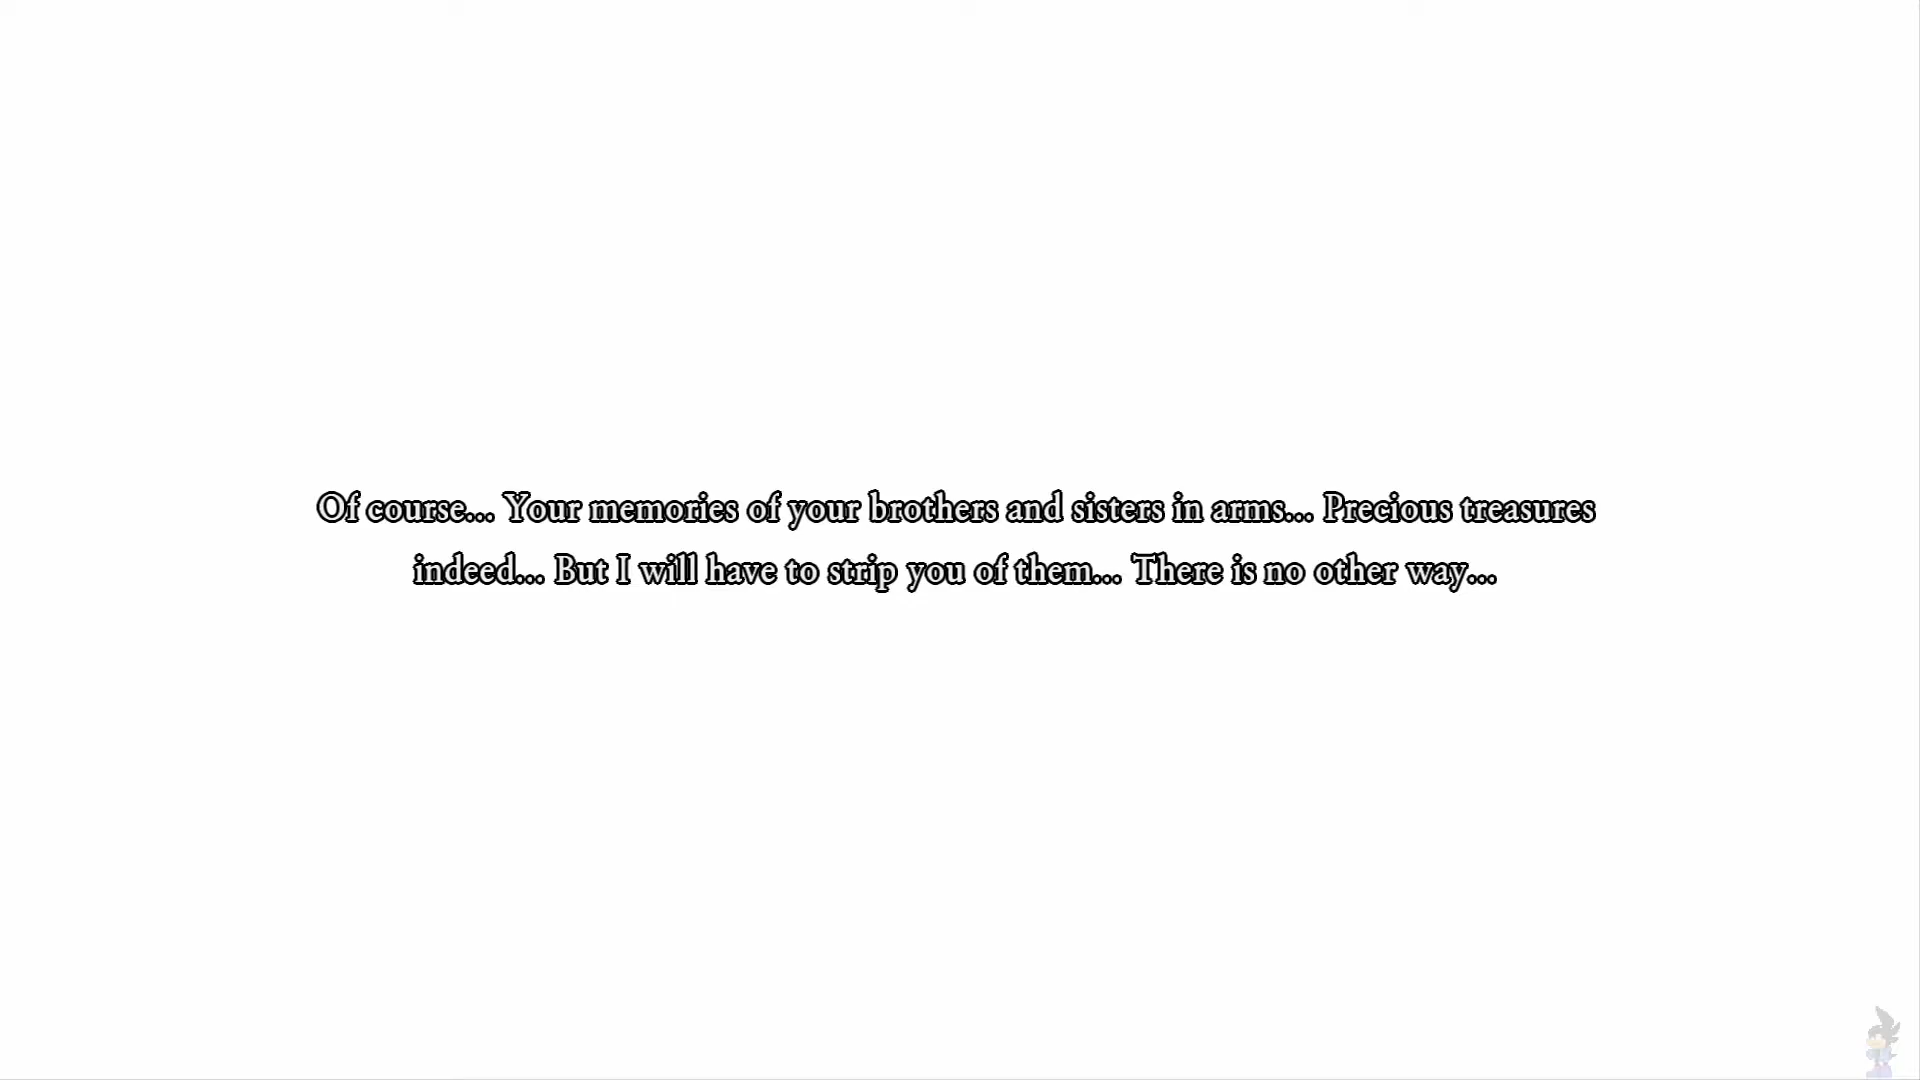 Of course... Your memories of your brothers and sisters in arms... Precious treasures
indeed... But I will have to strip you of them... There is no other way...